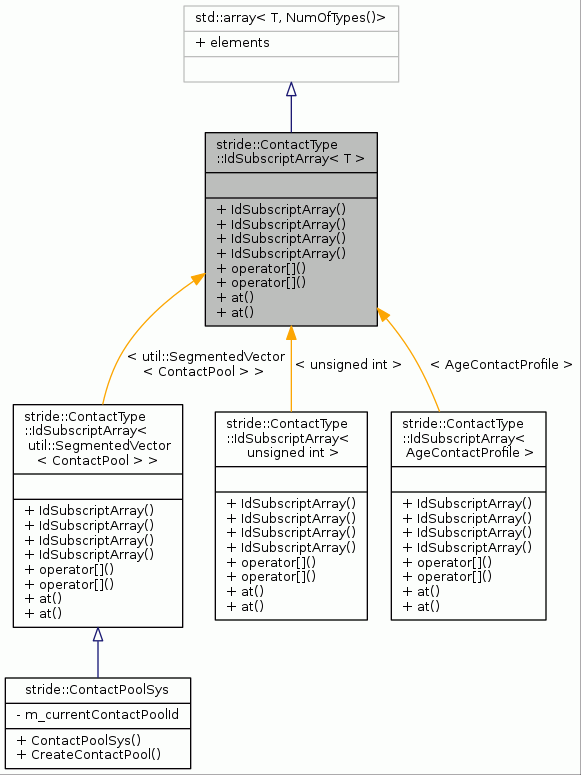 std::array< T, NumOfTypes()>
+ elements
stride::ContactType
::IdSubscriptArray< T >
+ IdSubscriptArray()
+ IdSubscriptArray()
+ IdSubscriptArray()
+ IdSubscriptArray()
+ operator[]()
+ operator[]()
+ at()
+ at()
< util::SegmentedVector
< ContactPool > >
< unsigned int >
< AgeContactProfile >
stride::ContactType
::IdSubscriptArray<
util::SegmentedVector
< ContactPool > >
+ IdSubscriptArray()
+ IdSubscriptArray()
+ IdSubscriptArray()
+ IdSubscriptArray()
+ operator[]()
+ operator[]()
+ at()
+ at()
stride::ContactType
::IdSubscriptArray<
unsigned int >
+ IdSubscriptArray()
+ IdSubscriptArray()
+ IdSubscriptArray()
+ IdSubscriptArray()
+ operator[]()
+ operator[]()
+ at()
+ at()
stride::ContactType
::IdSubscriptArray<
AgeContactProfile >
+ IdSubscriptArray()
+ IdSubscriptArray()
+ IdSubscriptArray()
+ IdSubscriptArray()
+ operator[]()
+ operator[]()
+ at()
+ at()
stride::ContactPoolSys
- m_currentContactPoolId
+ ContactPoolSys()
+ CreateContactPool()